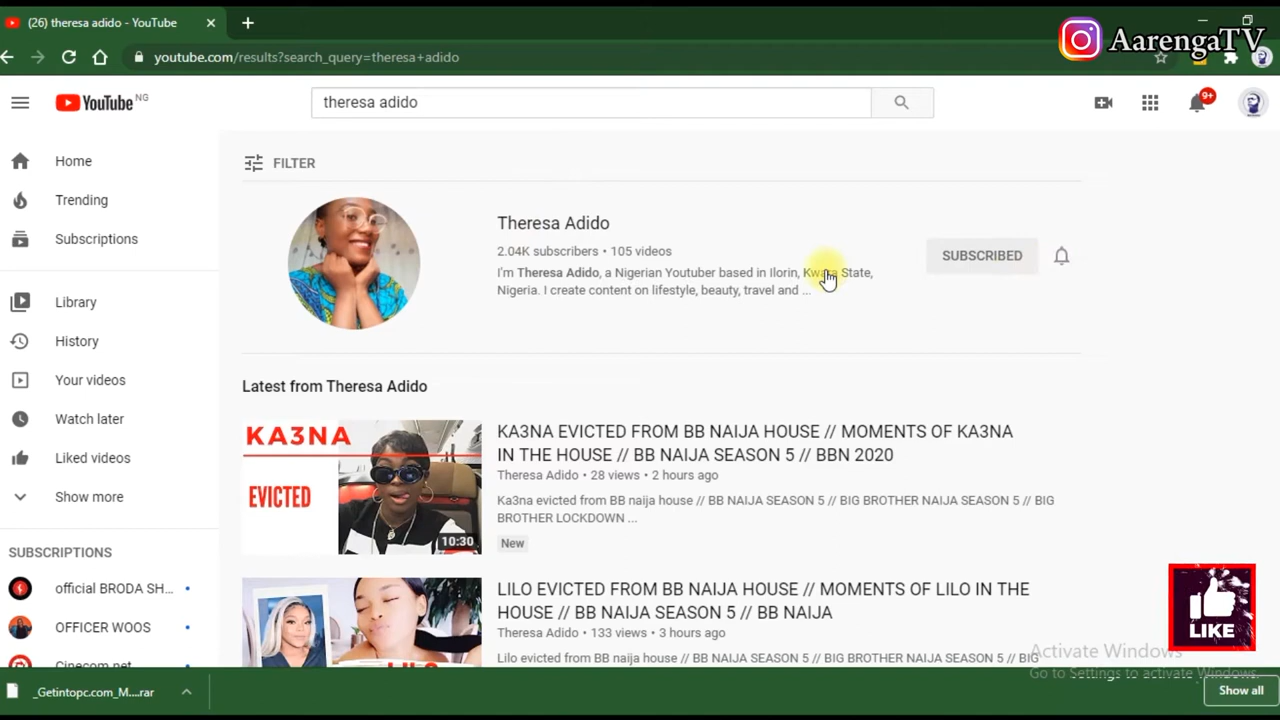 (26) theresa adido - YouTube
AarengaTV
youtube.com/results?search_query=theresa+adido
YouTube NG
theresa adido
9+
Home
Trending
Subscriptions
Library
History
Your videos
Watch later
Liked videos
Show more
SUBSCRIPTIONS
official BRODA SH...
OFFICER WOOS
Cinecom.net
FILTER
Theresa Adido
2.04K subscribers • 105 videos
I'm Theresa Adido, a Nigerian Youtuber based in Ilorin, Kwara State,
Nigeria. I create content on lifestyle, beauty, travel and ...
SUBSCRIBED
Latest from Theresa Adido
KA3NA
EVICTED
10:30
KA3NA EVICTED FROM BB NAIJA HOUSE // MOMENTS OF KA3NA
IN THE HOUSE // BB NAIJA SEASON 5 // BBN 2020
Theresa Adido • 28 views • 2 hours ago
Ka3na evicted from BB naija house // BB NAIJA SEASON 5 // BIG BROTHER NAIJA SEASON 5 // BIG
BROTHER LOCKDOWN ...
New
LILO
LILO EVICTED FROM BB NAIJA HOUSE // MOMENTS OF LILO IN THE
HOUSE // BB NAIJA SEASON 5 // BB NAIJA
Theresa Adido • 133 views • 3 hours ago
Lilo evicted from BB naija house // BB NAIJA SEASON 5 // BIG BROTHER NAIJA SEASON 5 // BIG
LIKE
Activate Windows
Go to Settings to activate Windows.
_Getintopc.com_M....rar
Show all